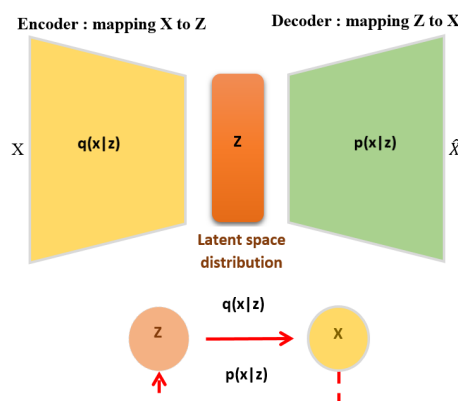 Encoder : mapping X to Z
Decoder : mapping Z to X
X
q(x|z)
Z
p(x|z)
X̂
Latent space
distribution
q(x|z)
Z
X
p(x|z)